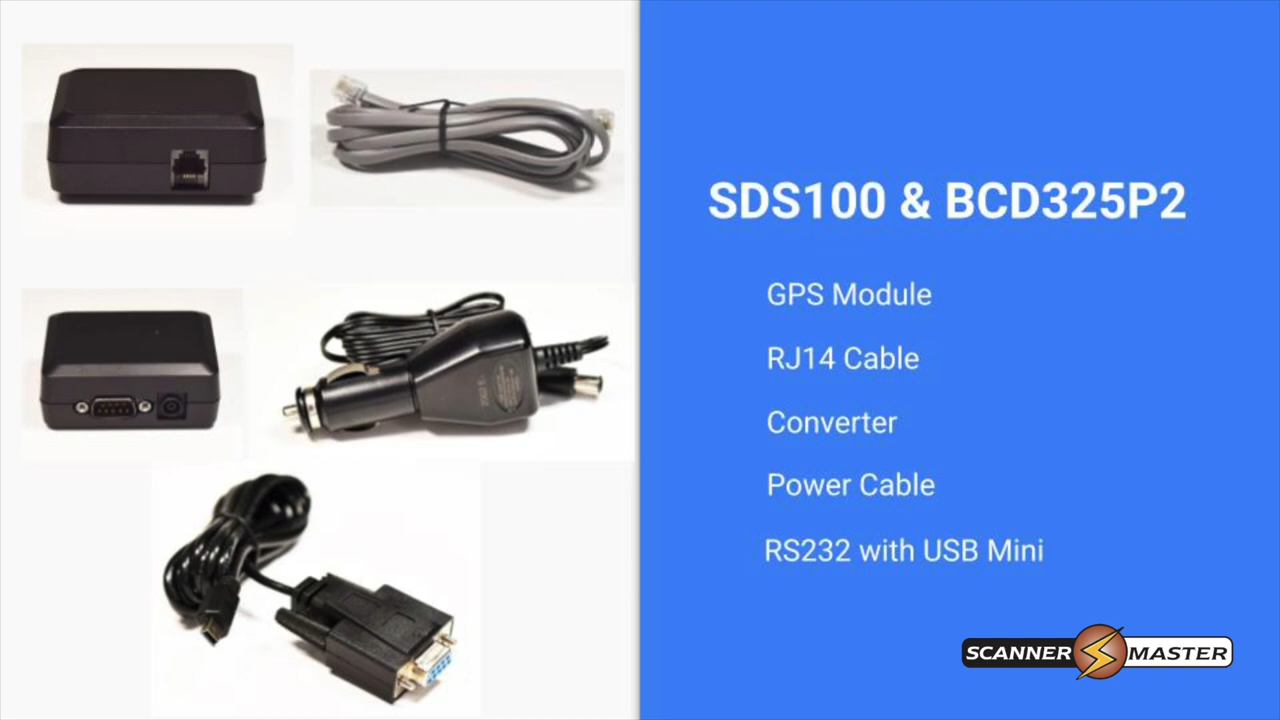 SDS100 & BCD325P2
GPS Module
RJ14 Cable
Converter
Power Cable
RS232 with USB Mini
SCANNER MASTER